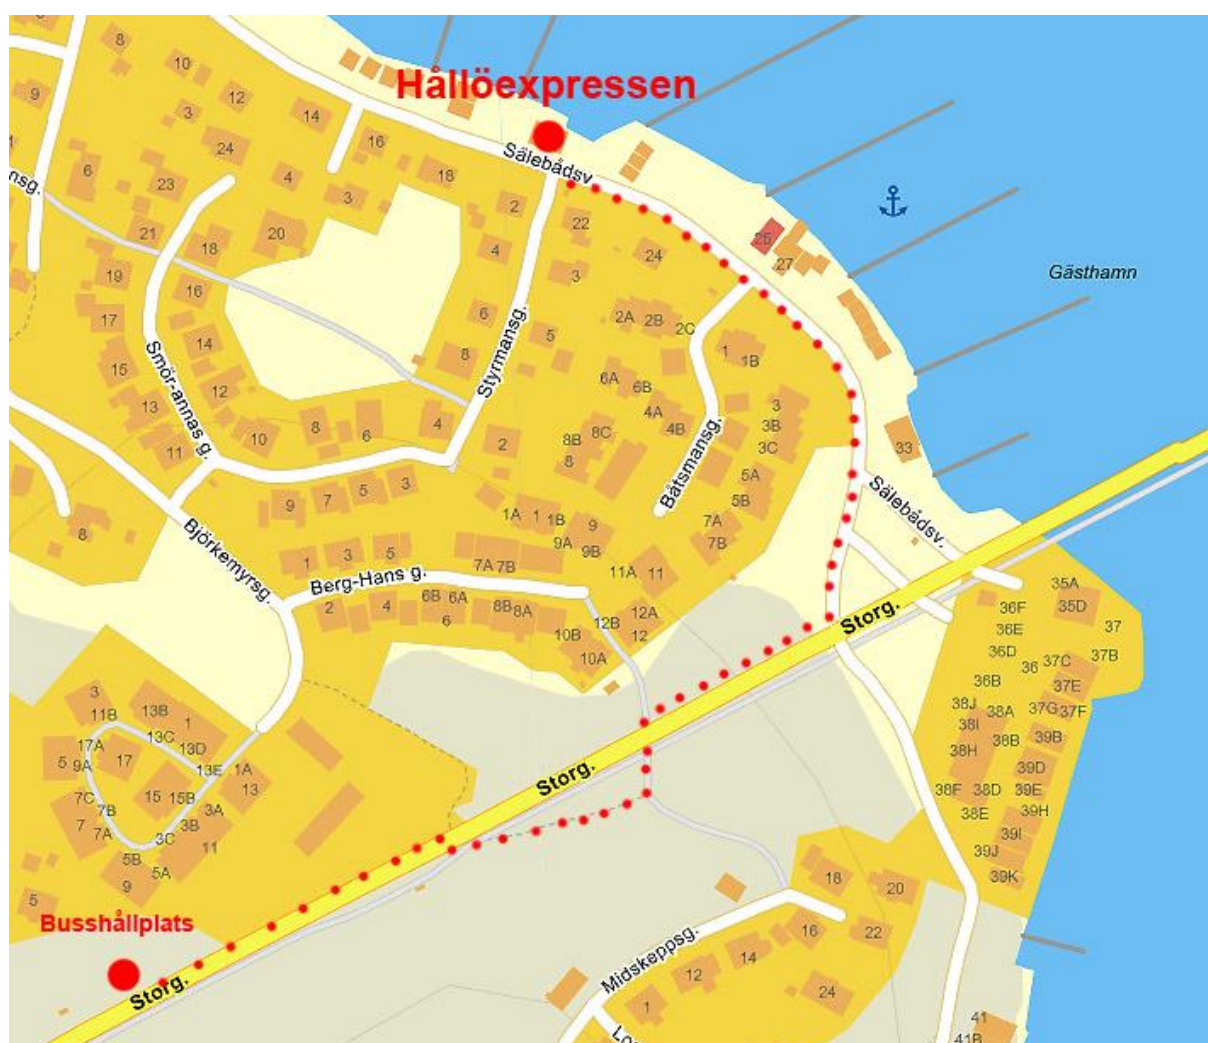 8
10
9
12
14
3
16
Hållöexpressen
Sälebådsv
24
6
4
18
nsg.
23
3
2
22
21
18
20
4
24
25
27
Gästhamn
19
3
16
17
6
2A
2B
2C
5
14
8
1
1B
15
Smör-annas g.
Styrmansg.
12
6A
6B
13
4A
3
8
6
4
4B
3B
10
2
8B
8C
Båtsmansg.
3C
33
11
8
5A
9
7
5
3
5B
Sälebådsv.
1A
1
1B
9
7A
8
Björkemyrsg.
9A
9B
7B
1
3
5
7A
7B
11A
11
Berg-Hans g.
35A
2
4
6B
6A
8B
8A
12A
Storg.
36F
35D
6
12B
12
36E
37
10B
36D
37B
10A
36
37C
36B
37E
3
13B
38J
37G
37F
11B
1
38I
38A
13C
38B
39B
17A
13D
38H
5
9A
17
13E
1A
Storg.
39D
13
38F
38D
39E
7C
15
15B
7B
3A
38E
39H
7
7A
3B
3C
11
39I
5B
39J
5A
9
18
39K
20
5
Busshållplats
16
22
Midskeppsg.
14
12
Storg.
24
1
41
41B